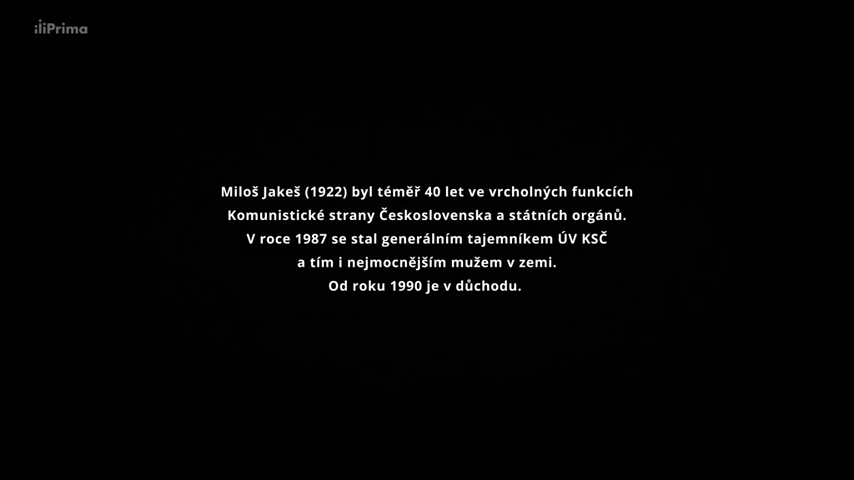 Prima
Miloš Jakeš (1922) byl téměř 40 let ve vrcholných funkcích
Komunistické strany Československa a státních orgánů.
V roce 1987 se stal generálním tajemníkem ÚV KSČ
a tím i nejmocnějším mužem v zemi.
Od roku 1990 je v důchodu.